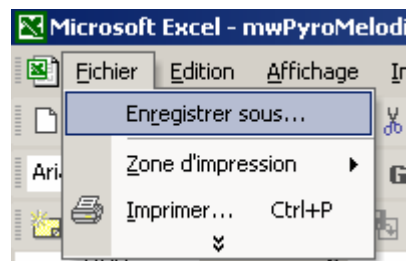 Microsoft Excel - mwPyroMelodi
Fichier Edition Affichage
Enregistrer sous...
Zone d'impression
Imprimer... Ctrl+P